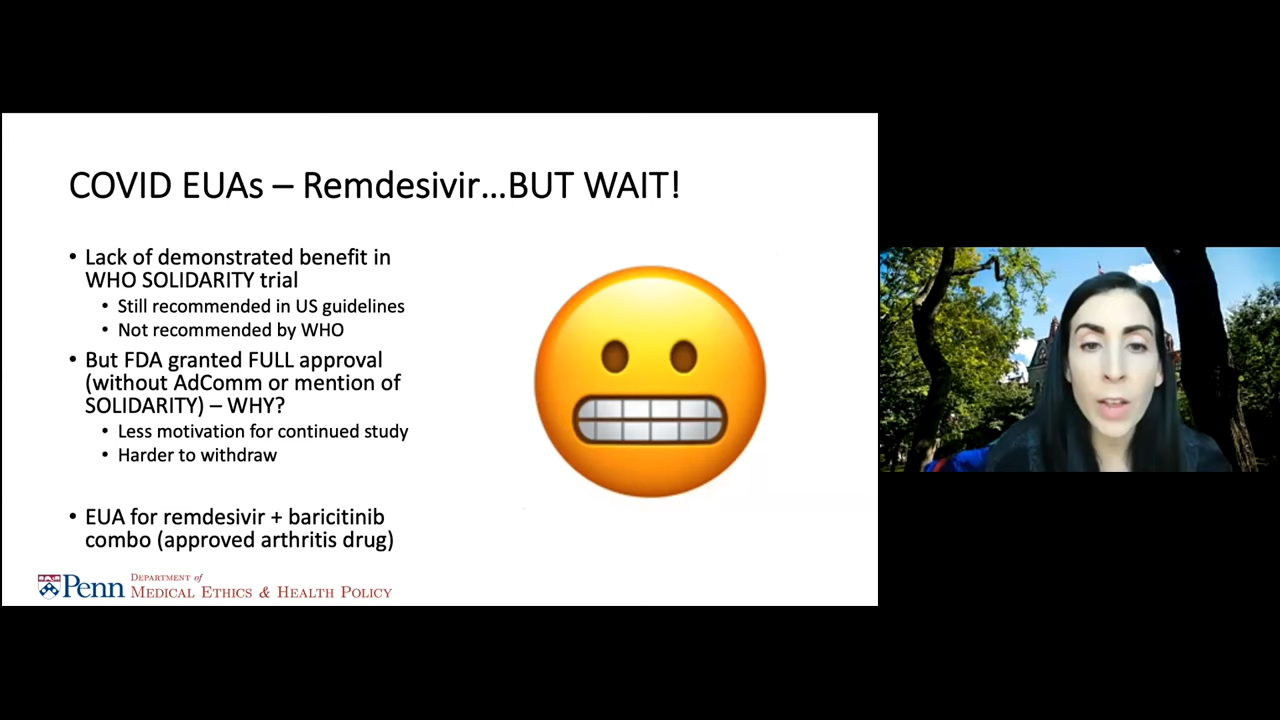 COVID EUAs – Remdesivir...BUT WAIT!
• Lack of demonstrated benefit in
WHO SOLIDARITY trial
• Still recommended in US guidelines
• Not recommended by WHO
• But FDA granted FULL approval
(without AdComm or mention of
SOLIDARITY) – WHY?
• Less motivation for continued study
• Harder to withdraw
• EUA for remdesivir + baricitinib
combo (approved arthritis drug)
Penn
DEPARTMENT of
MEDICAL ETHICS & HEALTH POLICY